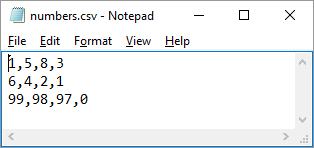 numbers.csv - Notepad
File Edit Format View Help
1,5,8,3
6,4,2,1
99,98,97,0